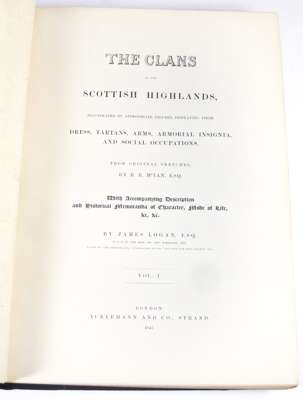 THE CLANS
OF THE
SCOTTISH HIGHLANDS,
ILLUSTRATED BY APPROPRIATE FIGURES, DISPLAYING THEIR
DRESS, TARTANS, ARMS, ARMORIAL INSIGNIA,
AND SOCIAL OCCUPATIONS,
FROM ORIGINAL SKETCHES,
BY R. R. M'IAN, ESQ.
With Accompanying Description
and Historical Memoranda of Character, Mode of Life,
&c. &c.
BY JAMES LOGAN, ESQ.
VOL. I
LONDON:
ACKERMANN AND CO., STRAND.